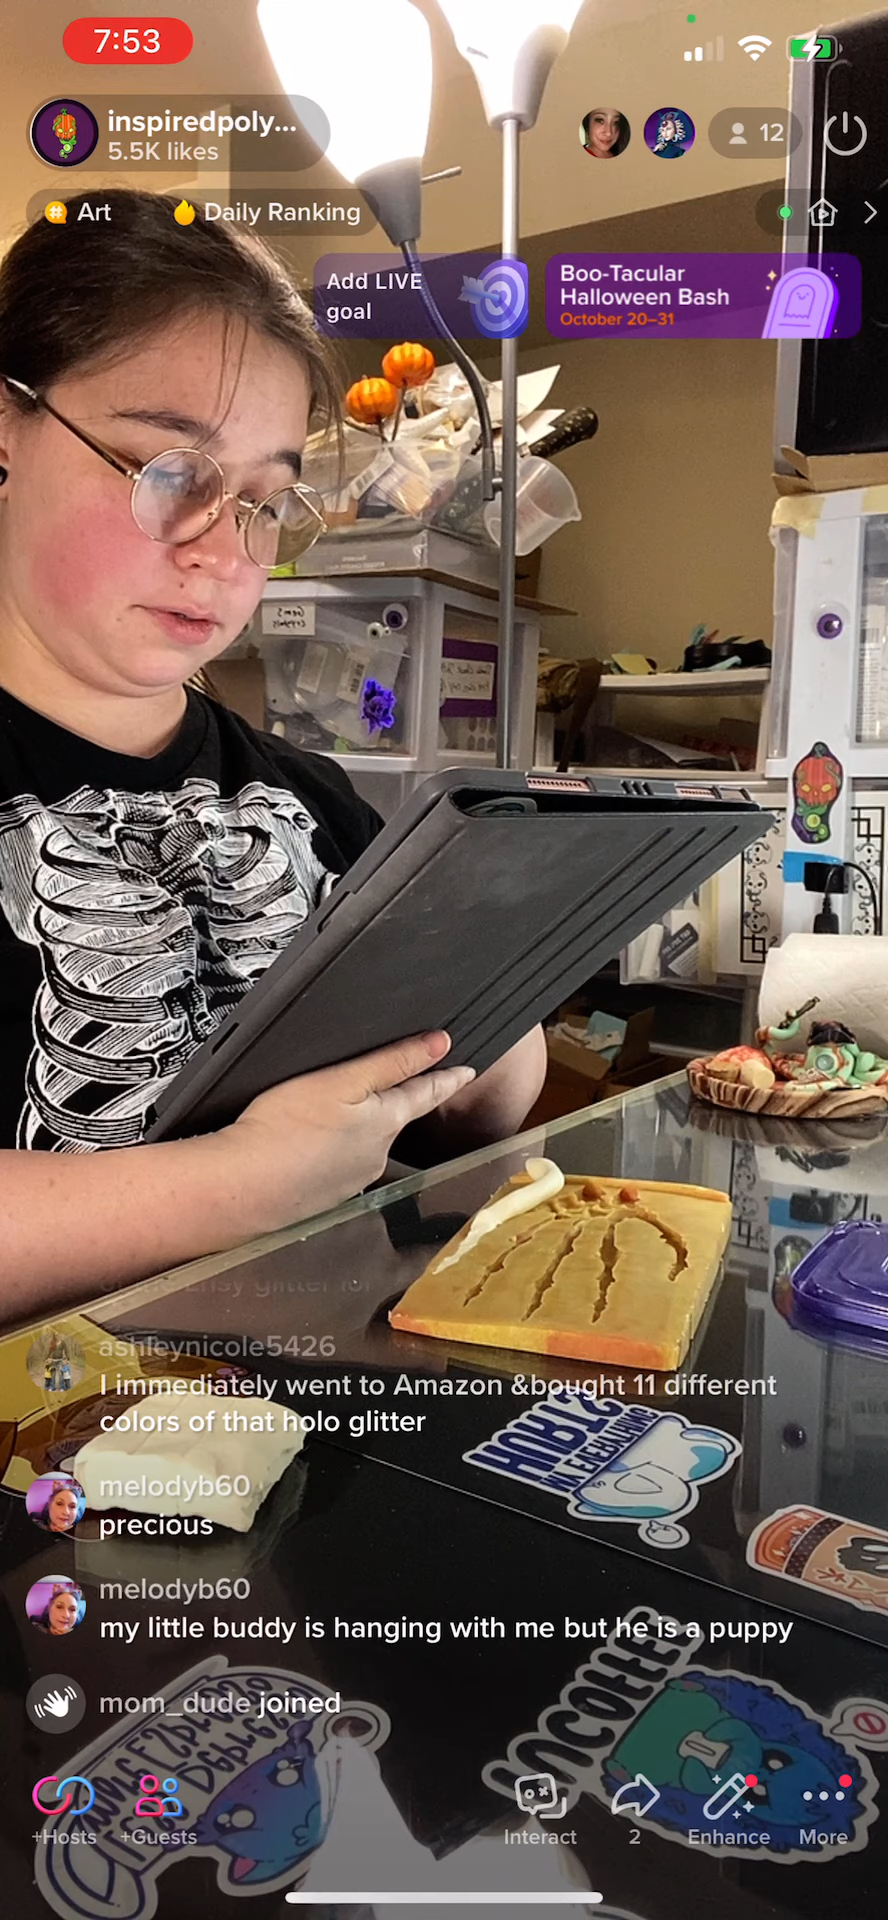 7:53
inspiredpoly...
5.5K likes
12
Art
Daily Ranking
Add LIVE
goal
Boo-Tacular
Halloween Bash
October 20–31
ashleynicole5426
I immediately went to Amazon &bought 11 different
colors of that holo glitter
melodyb60
precious
melodyb60
my little buddy is hanging with me but he is a puppy
mom_dude joined
+Hosts
+Guests
Interact
2
Enhance
More